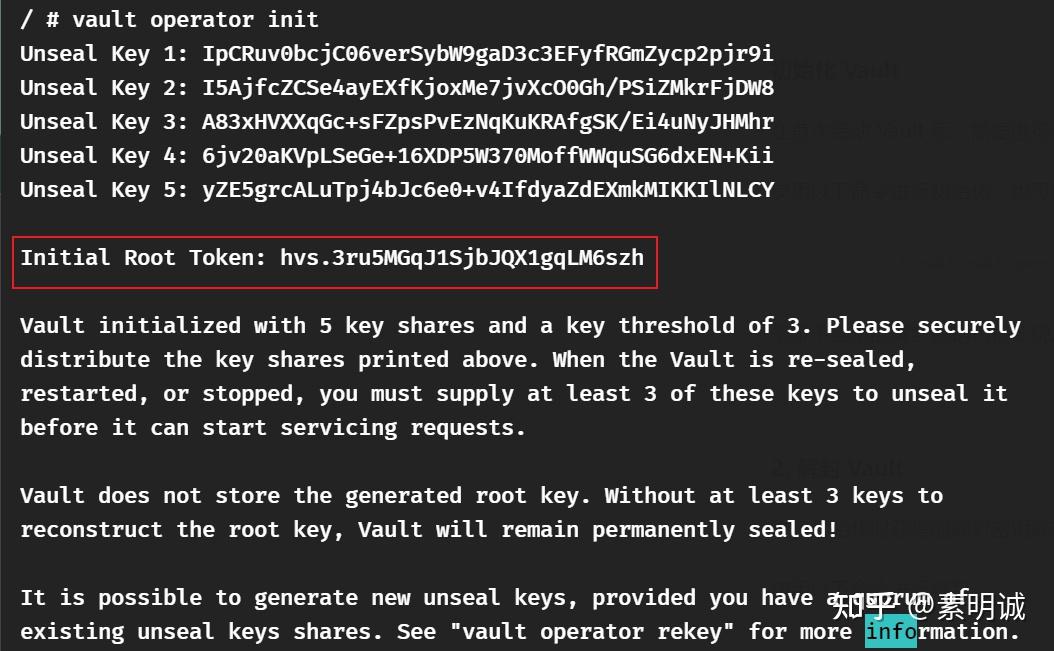 / # vault operator init
Unseal Key 1: IpCRuv0bcjC06verSybW9gaD3c3EFyfRGmZycp2pjr9i
Unseal Key 2: I5AjfcZCSe4ayEXfKjoxMe7jvXcO0Gh/PSiZMkrFjDW8
Unseal Key 3: A83xHVXXqGc+sFZpsPvEzNqKuKRAfgSK/Ei4uNyJHMhr
Unseal Key 4: 6jv20aKVpLSeGe+16XDP5W370MoffWWquSG6dxEN+Kii
Unseal Key 5: yZE5grcALuTpj4bJc6e0+v4IfdyaZdEXmkMIKKIlNLCY
Initial Root Token: hvs.3ru5MGqJ1SjbJQX1gqLM6szh
Vault initialized with 5 key shares and a key threshold of 3. Please securely
distribute the key shares printed above. When the Vault is re-sealed,
restarted, or stopped, you must supply at least 3 of these keys to unseal it
before it can start servicing requests.
2. 解封 Vault
Vault does not store the generated root key. Without at least 3 keys to
reconstruct the root key, Vault will remain permanently sealed!
It is possible to generate new unseal keys, provided you have a quorum of
existing unseal keys shares. See "vault operator rekey" for more information.
知乎 @素明诚